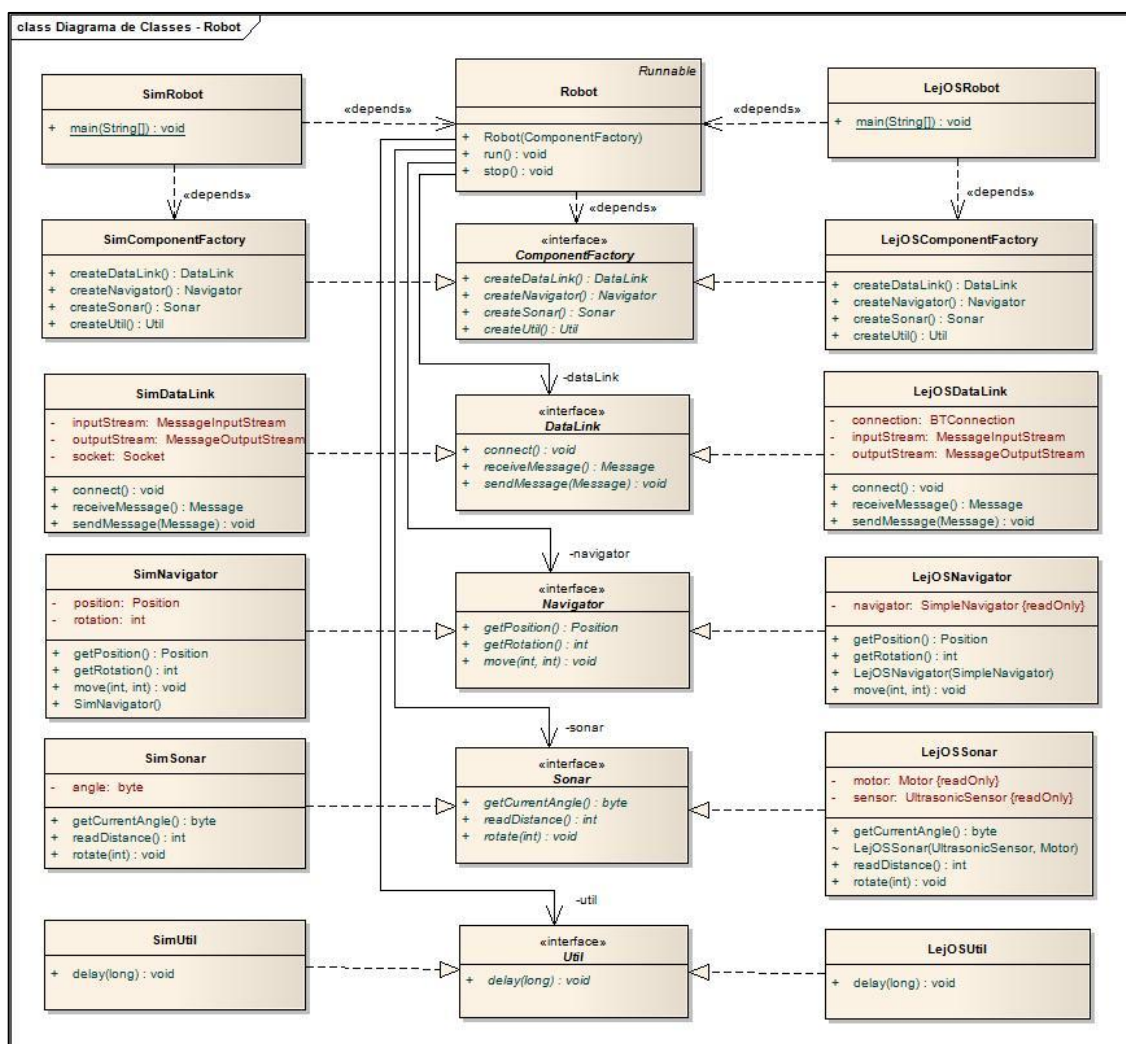 class Diagrama de Classes - Robot
SimRobot
+ main(String[]) : void
«depends»
Runnable
Robot
+ Robot(ComponentFactory)
+ run() : void
+ stop() : void
«depends»
LejOSRobot
+ main(String[]) : void
«depends»
«depends»
«depends»
SimComponentFactory
+ createDataLink() : DataLink
+ createNavigator() : Navigator
+ createSonar() : Sonar
+ createUtil() : Util
«interface»
ComponentFactory
+ createDataLink() : DataLink
+ createNavigator() : Navigator
+ createSonar() : Sonar
+ createUtil() : Util
LejOSComponentFactory
+ createDataLink() : DataLink
+ createNavigator() : Navigator
+ createSonar() : Sonar
+ createUtil() : Util
-dataLink
SimDataLink
- inputStream: MessageInputStream
- outputStream: MessageOutputStream
- socket: Socket
+ connect() : void
+ receiveMessage() : Message
+ sendMessage(Message) : void
«interface»
DataLink
+ connect() : void
+ receiveMessage() : Message
+ sendMessage(Message) : void
LejOSDataLink
- connection: BTConnection
- inputStream: MessageInputStream
- outputStream: MessageOutputStream
+ connect() : void
+ receiveMessage() : Message
+ sendMessage(Message) : void
-navigator
SimNavigator
- position: Position
- rotation: int
+ getPosition() : Position
+ getRotation() : int
+ move(int, int) : void
+ SimNavigator()
«interface»
Navigator
+ getPosition() : Position
+ getRotation() : int
+ move(int, int) : void
LejOSNavigator
- navigator: SimpleNavigator {readOnly}
+ getPosition() : Position
+ getRotation() : int
+ LejOSNavigator(SimpleNavigator)
+ move(int, int) : void
-sonar
SimSonar
- angle: byte
+ getCurrentAngle() : byte
+ readDistance() : int
+ rotate(int) : void
«interface»
Sonar
+ getCurrentAngle() : byte
+ readDistance() : int
+ rotate(int) : void
LejOSSonar
- motor: Motor {readOnly}
- sensor: UltrasonicSensor {readOnly}
+ getCurrentAngle() : byte
~ LejOSSonar(UltrasonicSensor, Motor)
+ readDistance() : int
+ rotate(int) : void
-util
SimUtil
+ delay(long) : void
«interface»
Util
+ delay(long) : void
LejOSUtil
+ delay(long) : void